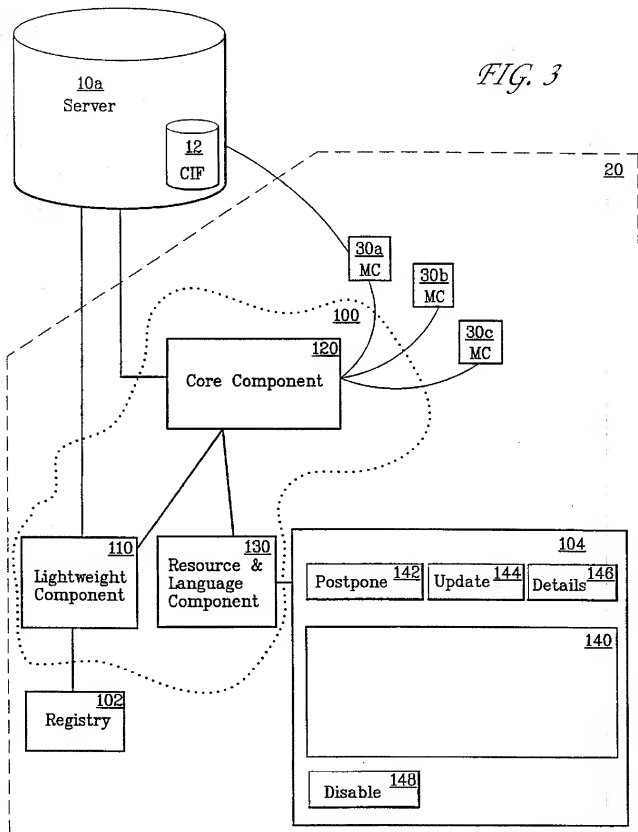 FIG. 3
10a
Server
12
CIF
20
30a
MC
30b
MC
30c
MC
100
120
Core Component
110
Lightweight
Component
130
Resource &
Language
Component
104
Postpone 142
Update 144
Details 146
140
102
Registry
Disable 148